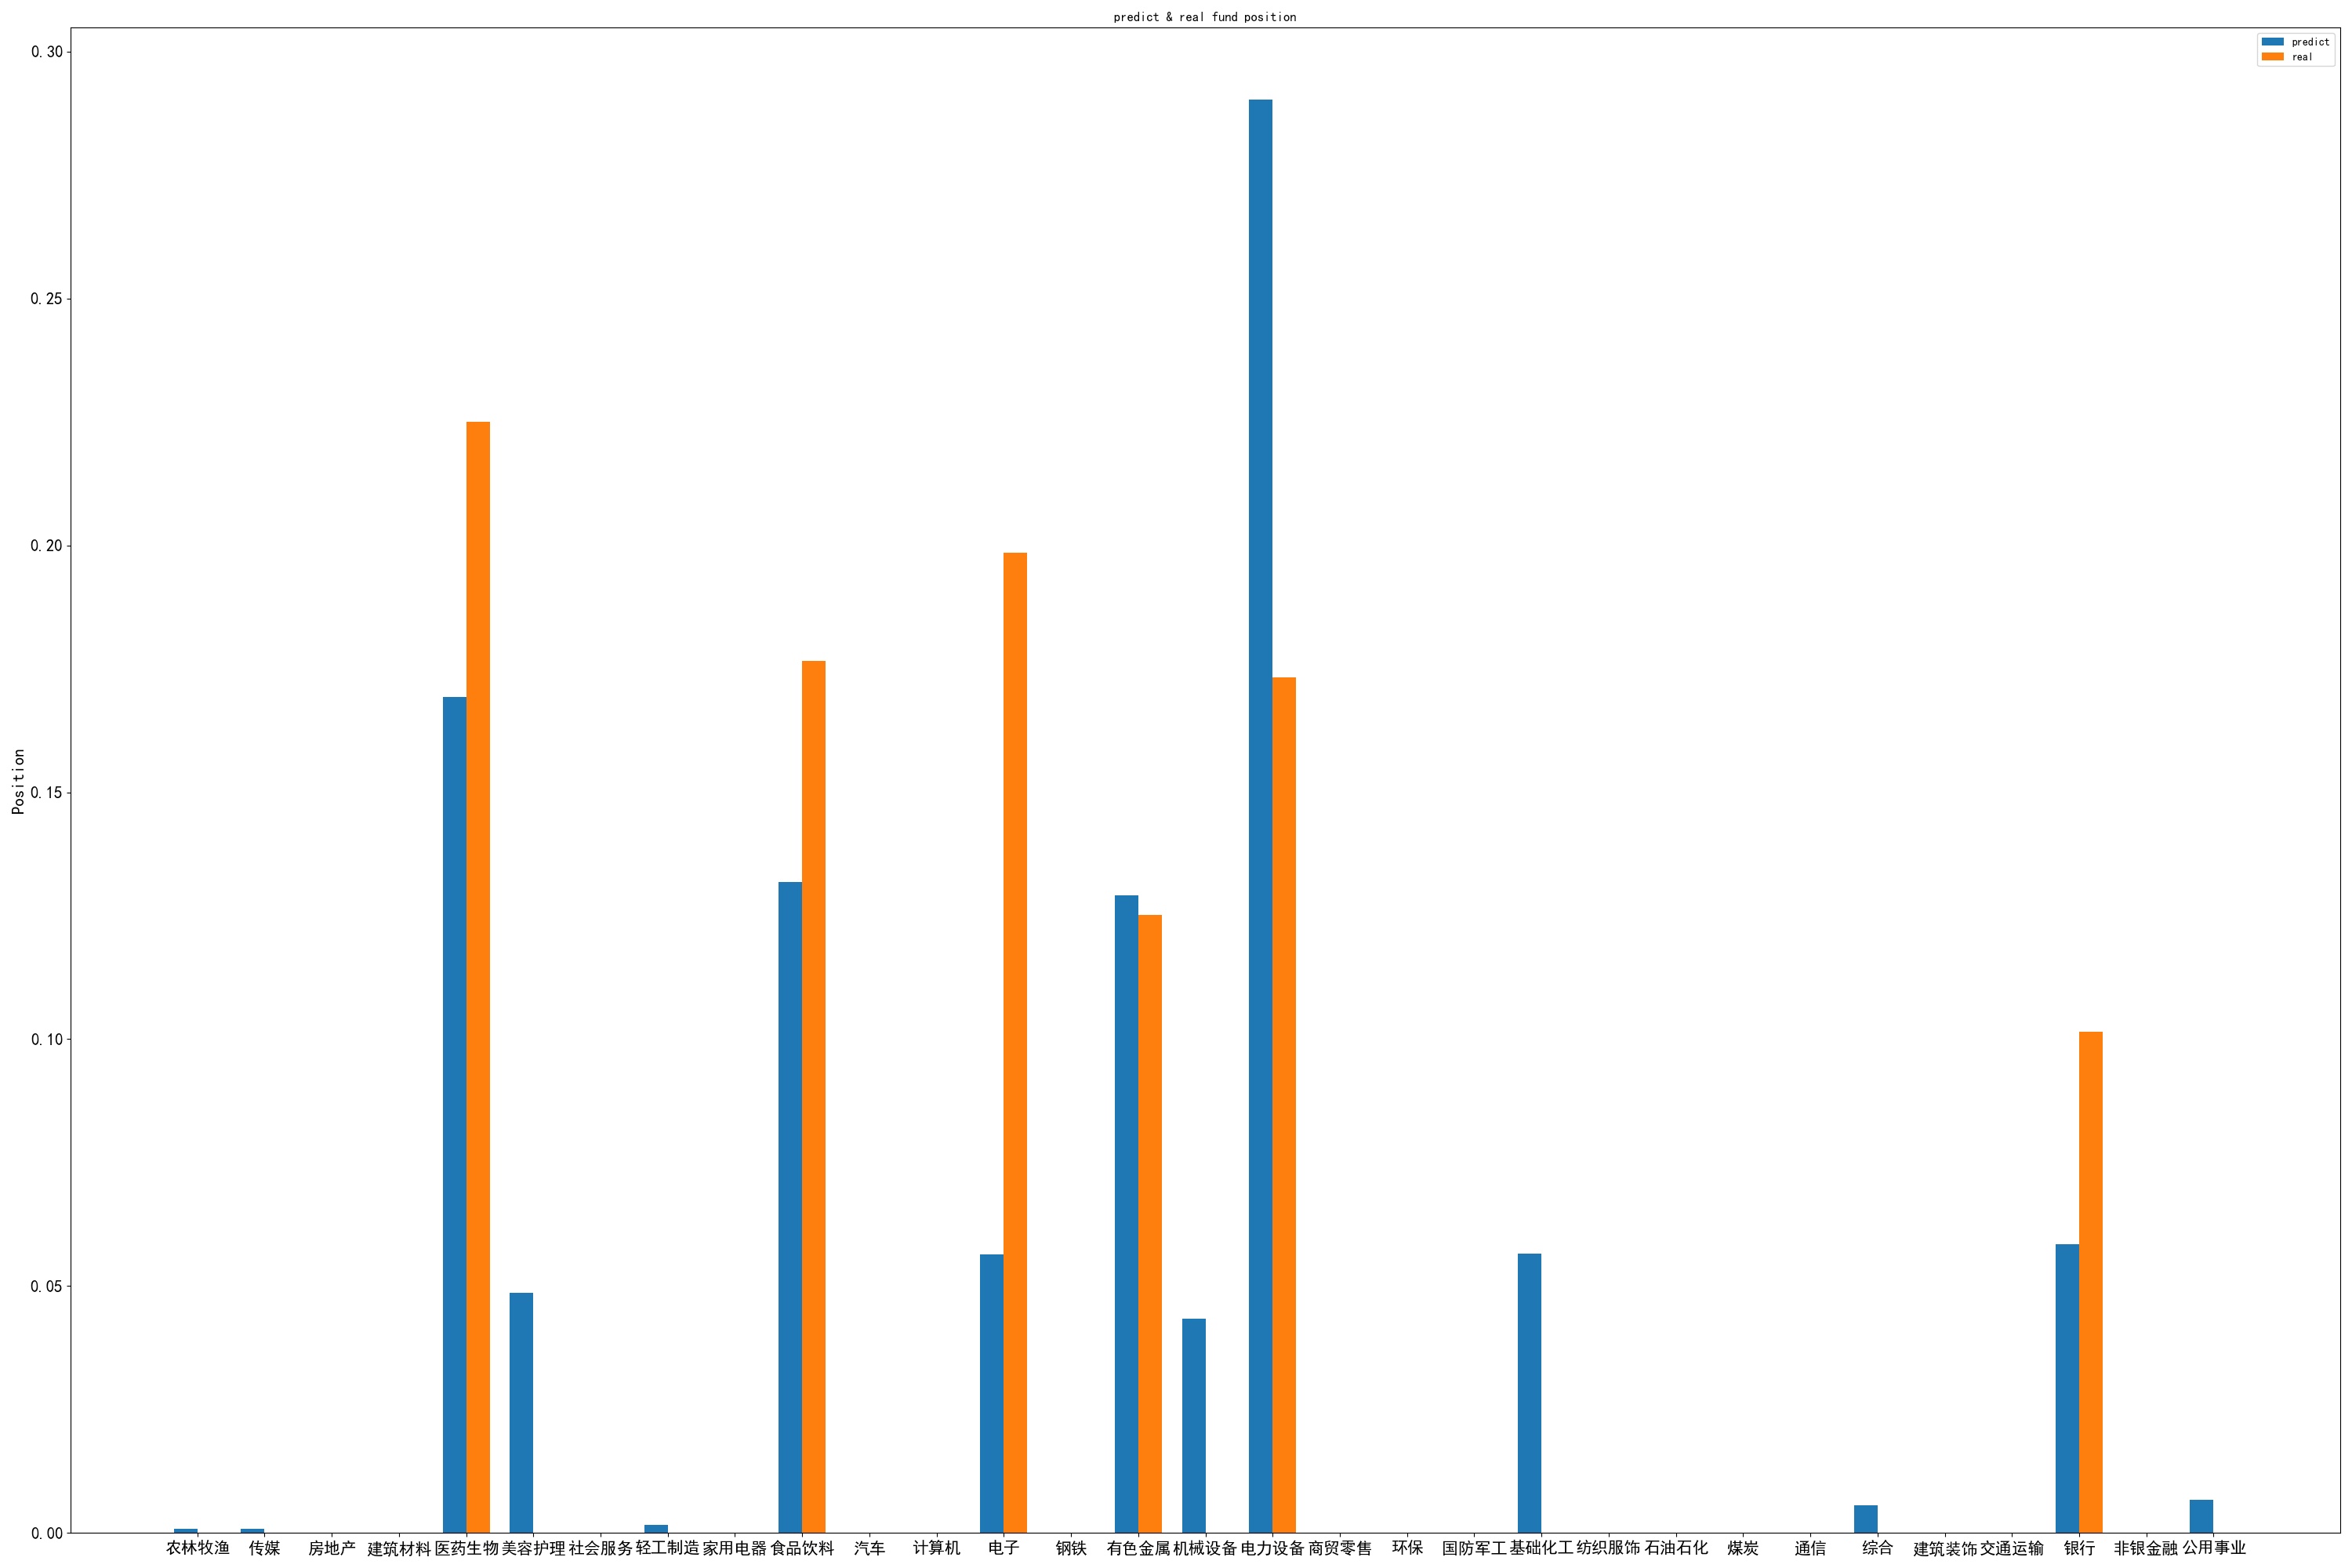 predict & real fund position
predict
real
0.30
0.25
0.20
0.15
0.10
0.05
0.00
Position
农林牧渔 传媒 房地产 建筑材料 医药生物 美容护理 社会服务 轻工制造 家用电器 食品饮料 汽车 计算机 电子 钢铁 有色金属 机械设备 电力设备 商贸零售 环保 国防军工 基础化工 纺织服饰 石油石化 煤炭 通信 综合 建筑装饰 交通运输 银行 非银金融 公用事业